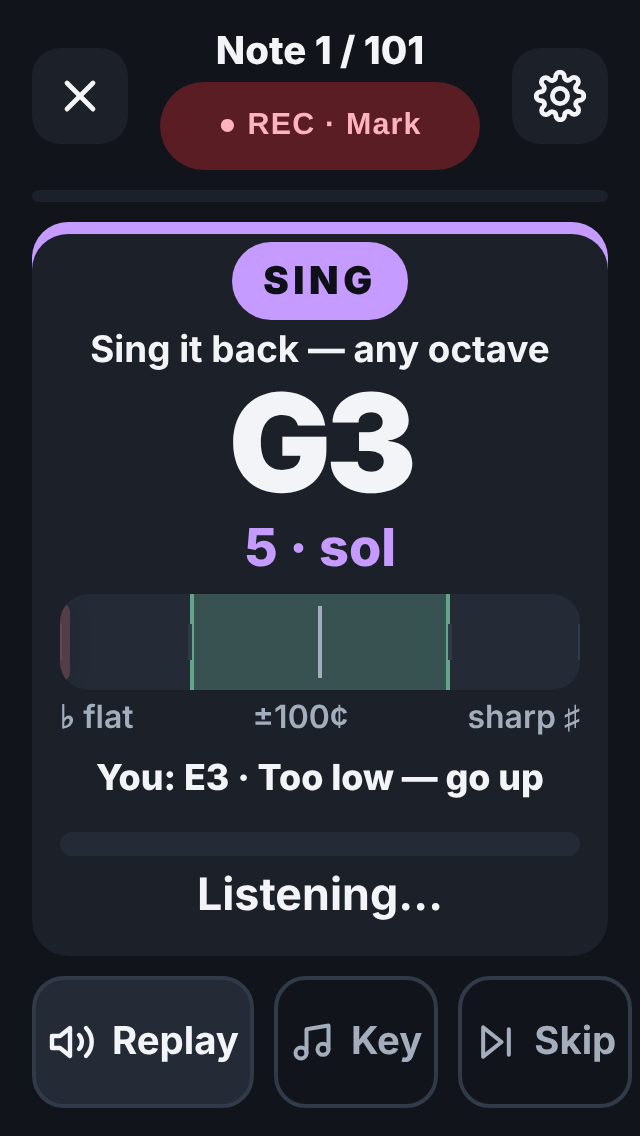 Note 1 / 101
● REC · Mark
SING
Sing it back — any octave
G3
5 · sol
♭ flat ±100¢ sharp ♯
You: E3 · Too low — go up
Listening...
Replay Key Skip